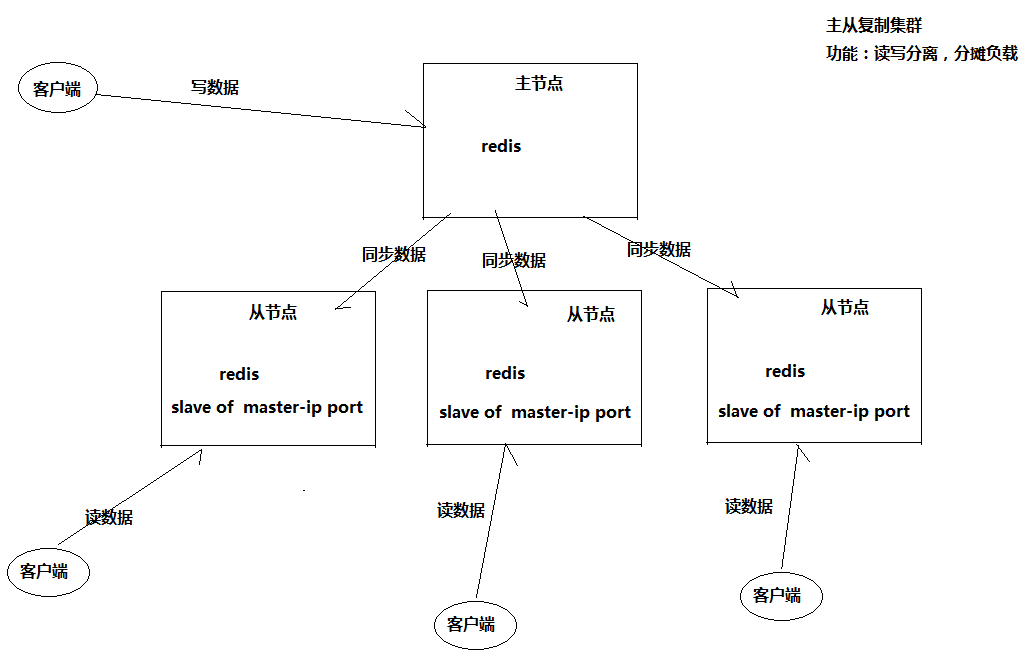 主从复制集群
功能：读写分离，分摊负载
客户端
写数据
主节点
redis
同步数据
同步数据
同步数据
从节点
redis
slave of master-ip port
从节点
redis
slave of master-ip port
从节点
redis
slave of master-ip port
读数据
读数据
读数据
客户端
客户端
客户端